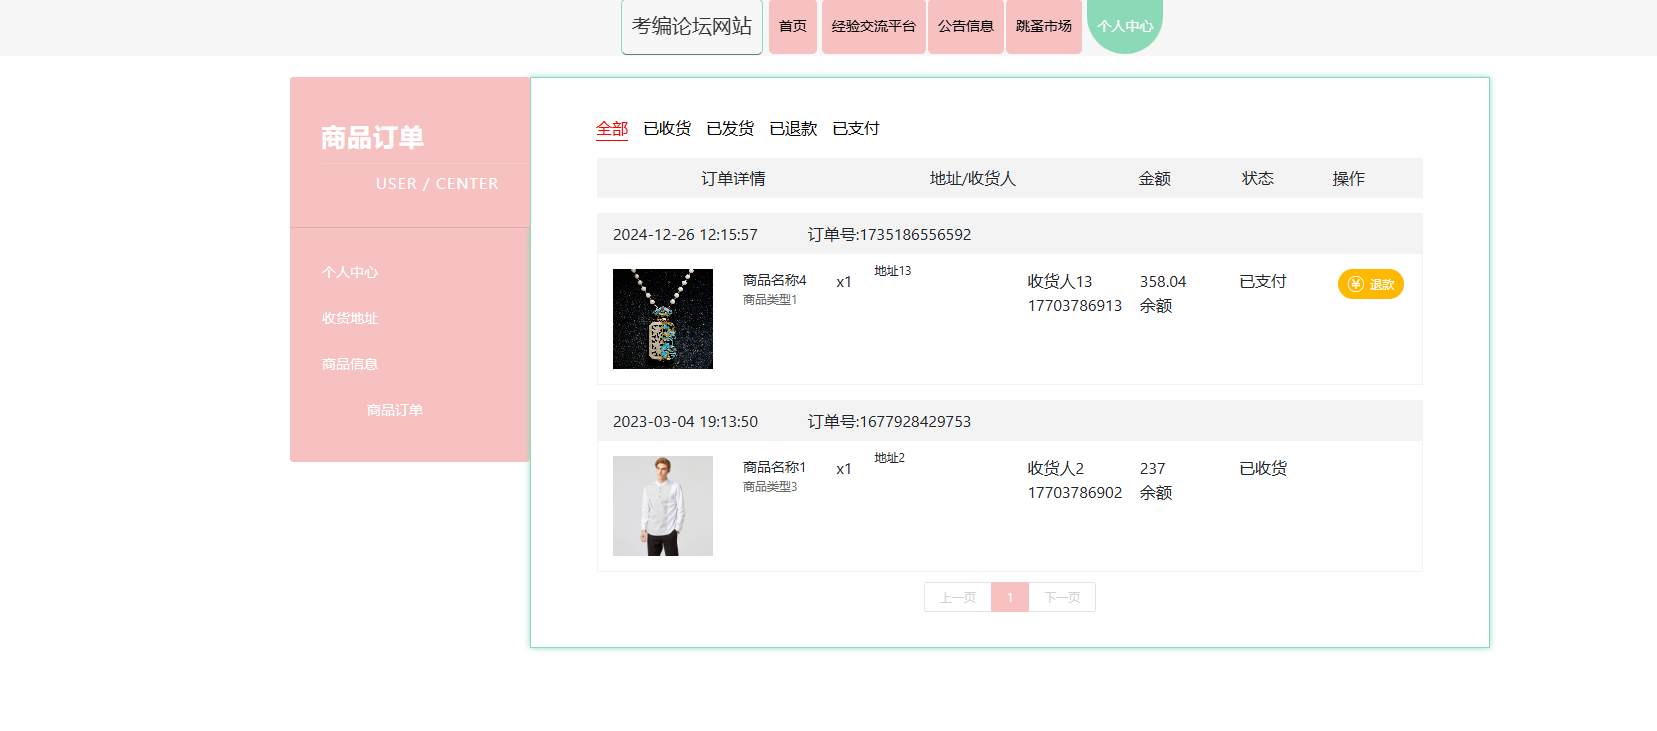 考编论坛网站 首页 经验交流平台 公告信息 跳蚤市场 个人中心
商品订单
USER / CENTER
个人中心
收货地址
商品信息
商品订单
全部 已收货 已发货 已退款 已支付
订单详情 地址/收货人 金额 状态 操作
2024-12-26 12:15:57 订单号:1735186556592
商品名称4 x1 地址13 收货人13 358.04 已支付 退款
商品类型1 17703786913 余额
2023-03-04 19:13:50 订单号:1677928429753
商品名称1 x1 地址2 收货人2 237 已收货
商品类型3 17703786902 余额
上一页 1 下一页